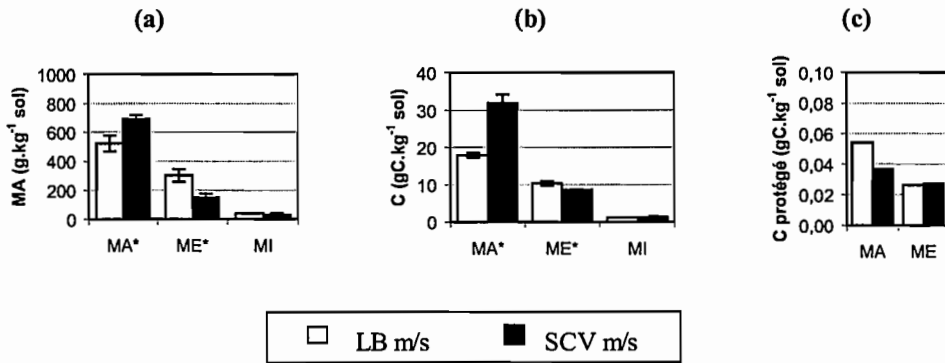 (a)
(b)
(c)
MA (g.kg⁻¹ sol)
1000
800
600
400
200
0
MA*
ME*
MI
C (gC.kg⁻¹ sol)
40
30
20
10
0
MA*
ME*
MI
C protégé (gC.kg⁻¹ sol)
0,10
0,08
0,06
0,04
0,02
0,00
MA
ME
LB m/s
SCV m/s